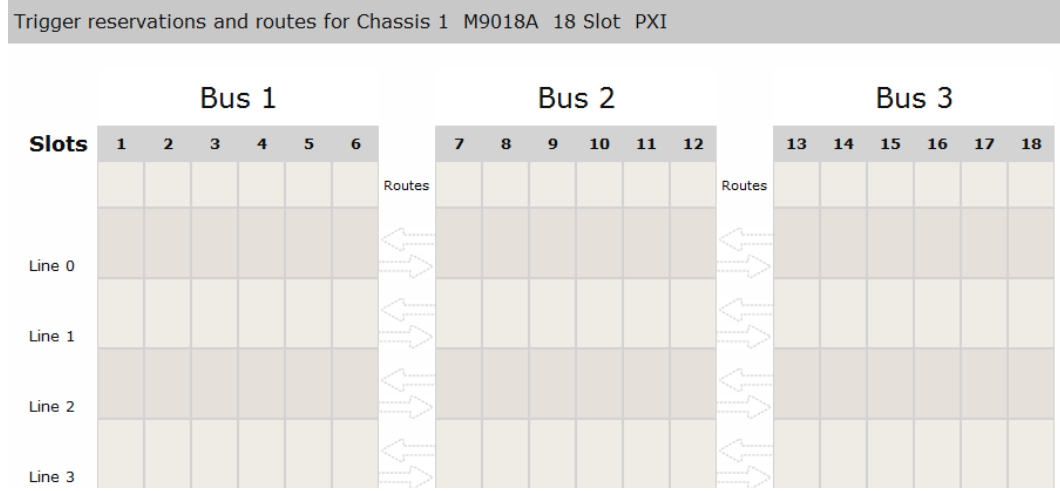 Trigger reservations and routes for Chassis 1 M9018A 18 Slot PXI
Bus 1 Bus 2 Bus 3
Slots 1 2 3 4 5 6 7 8 9 10 11 12 13 14 15 16 17 18
Routes Routes
Line 0
Line 1
Line 2
Line 3